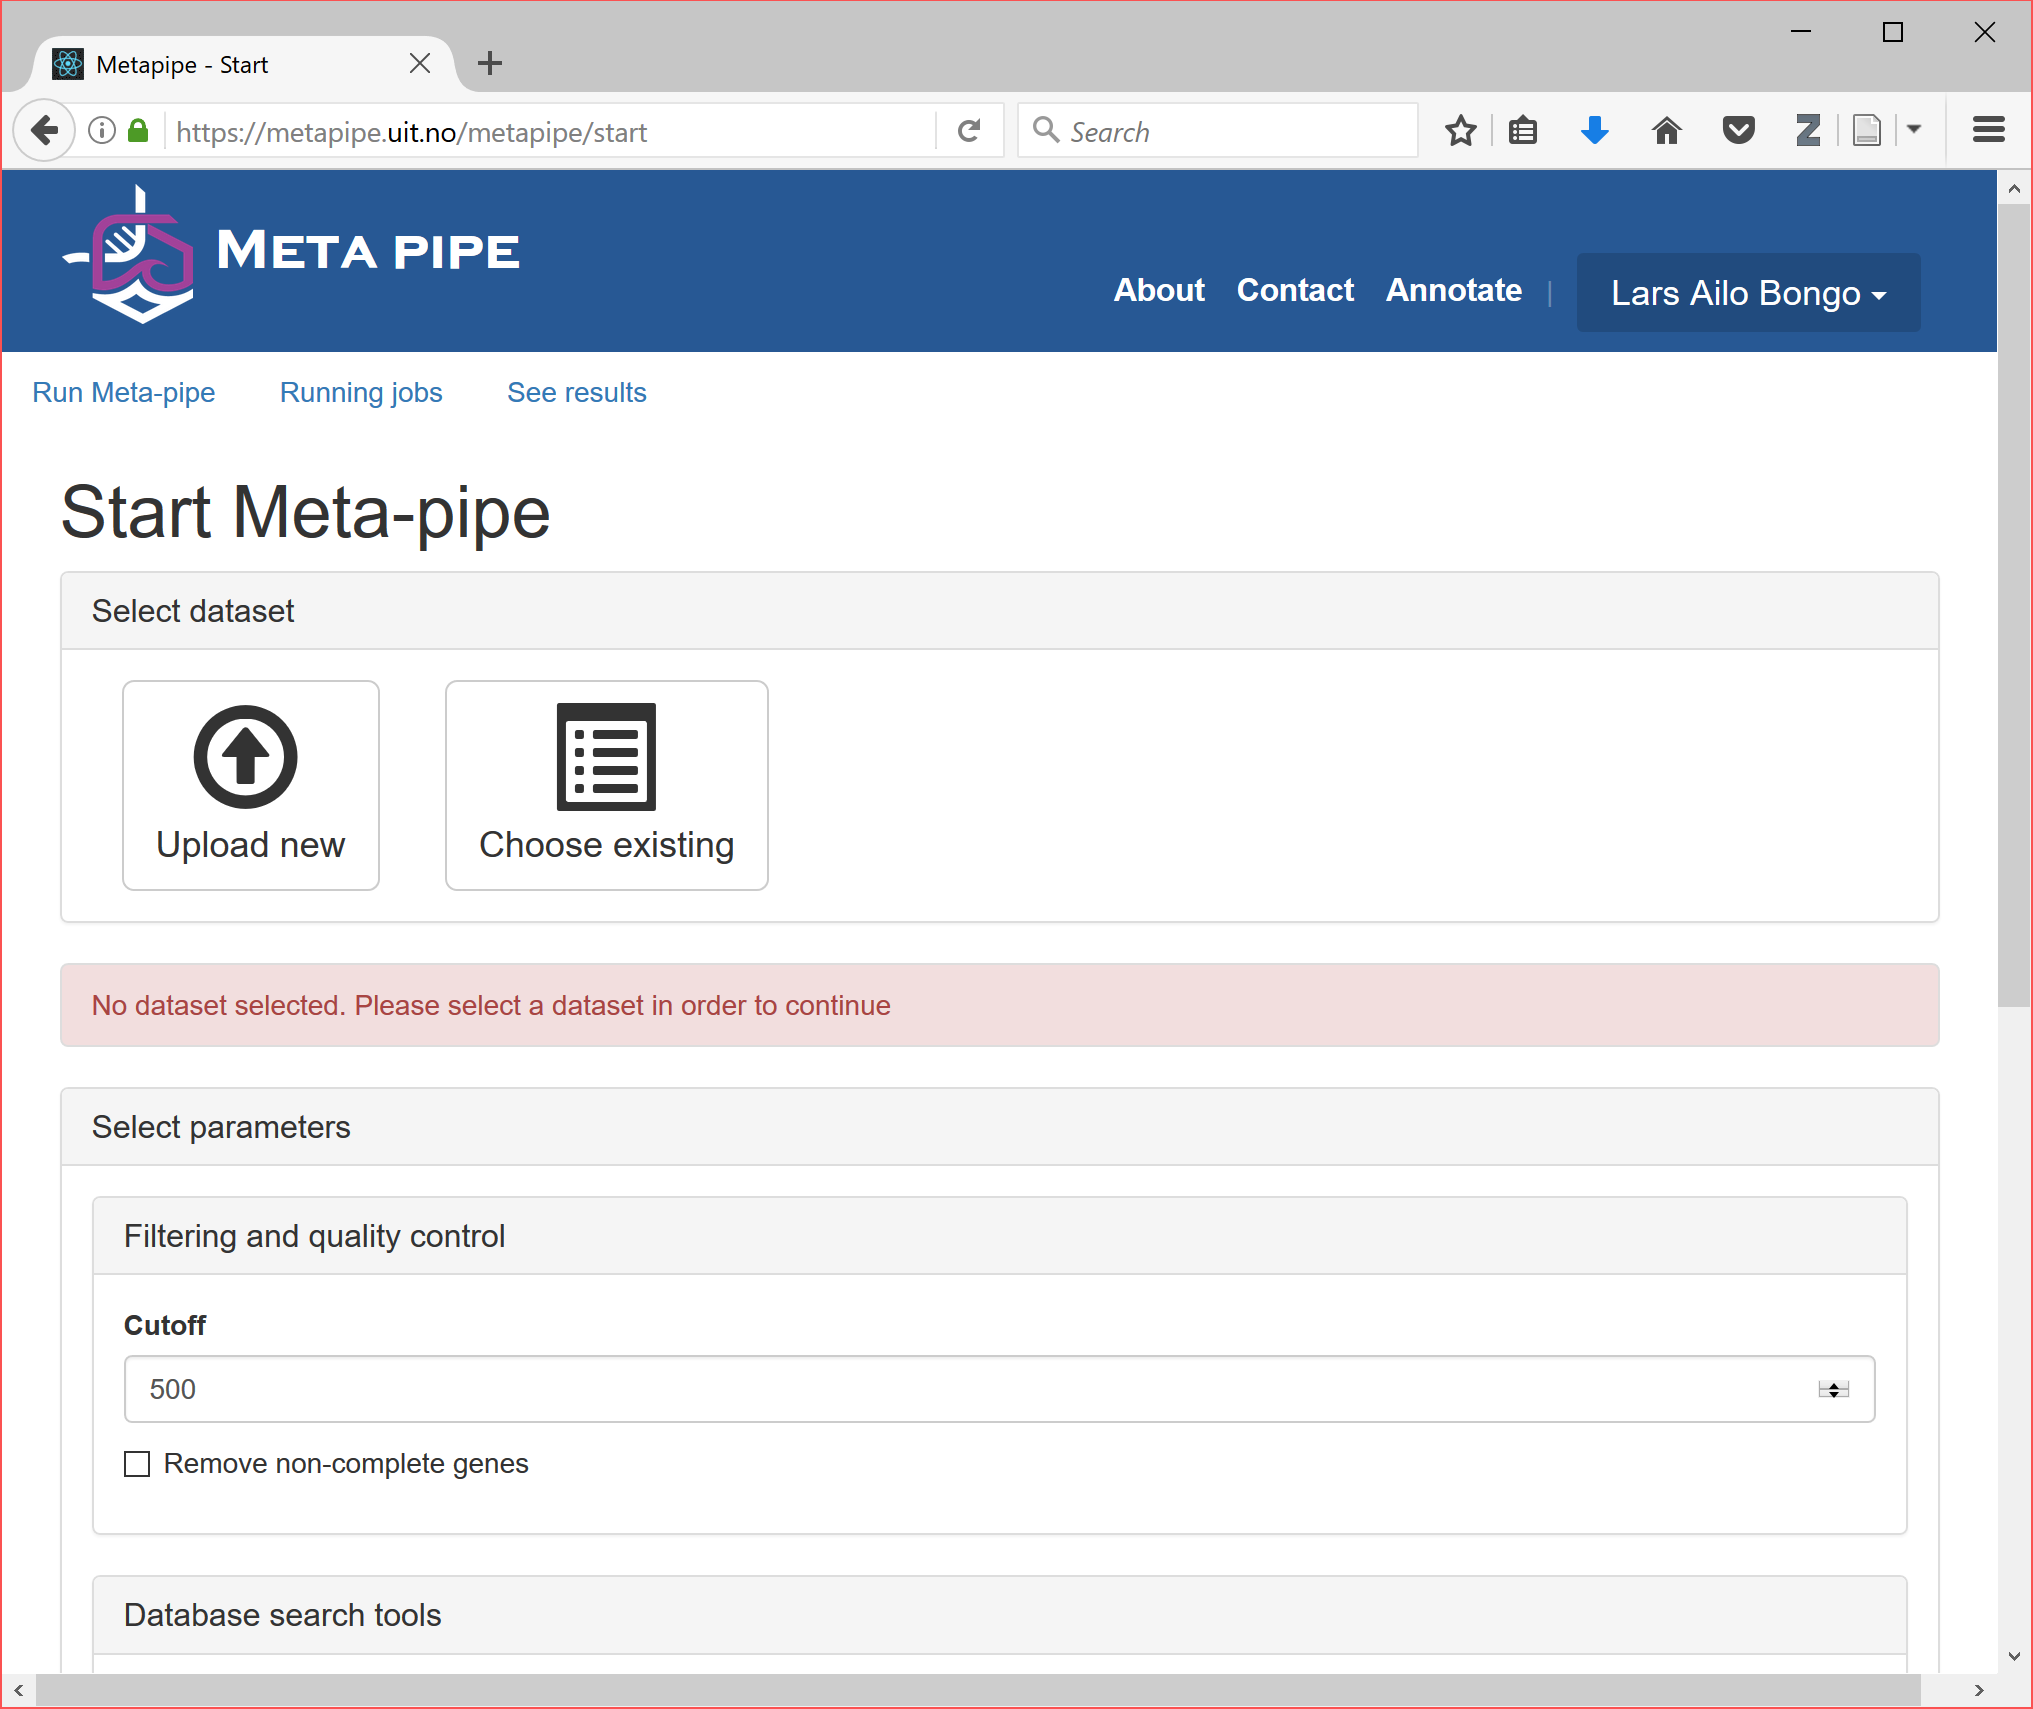 Metapipe - Start
https://metapipe.uit.no/metapipe/start
Search
META PIPE
About Contact Annotate | Lars Ailo Bongo
Run Meta-pipe Running jobs See results
Start Meta-pipe
Select dataset
Upload new Choose existing
No dataset selected. Please select a dataset in order to continue
Select parameters
Filtering and quality control
Cutoff
500
Remove non-complete genes
Database search tools